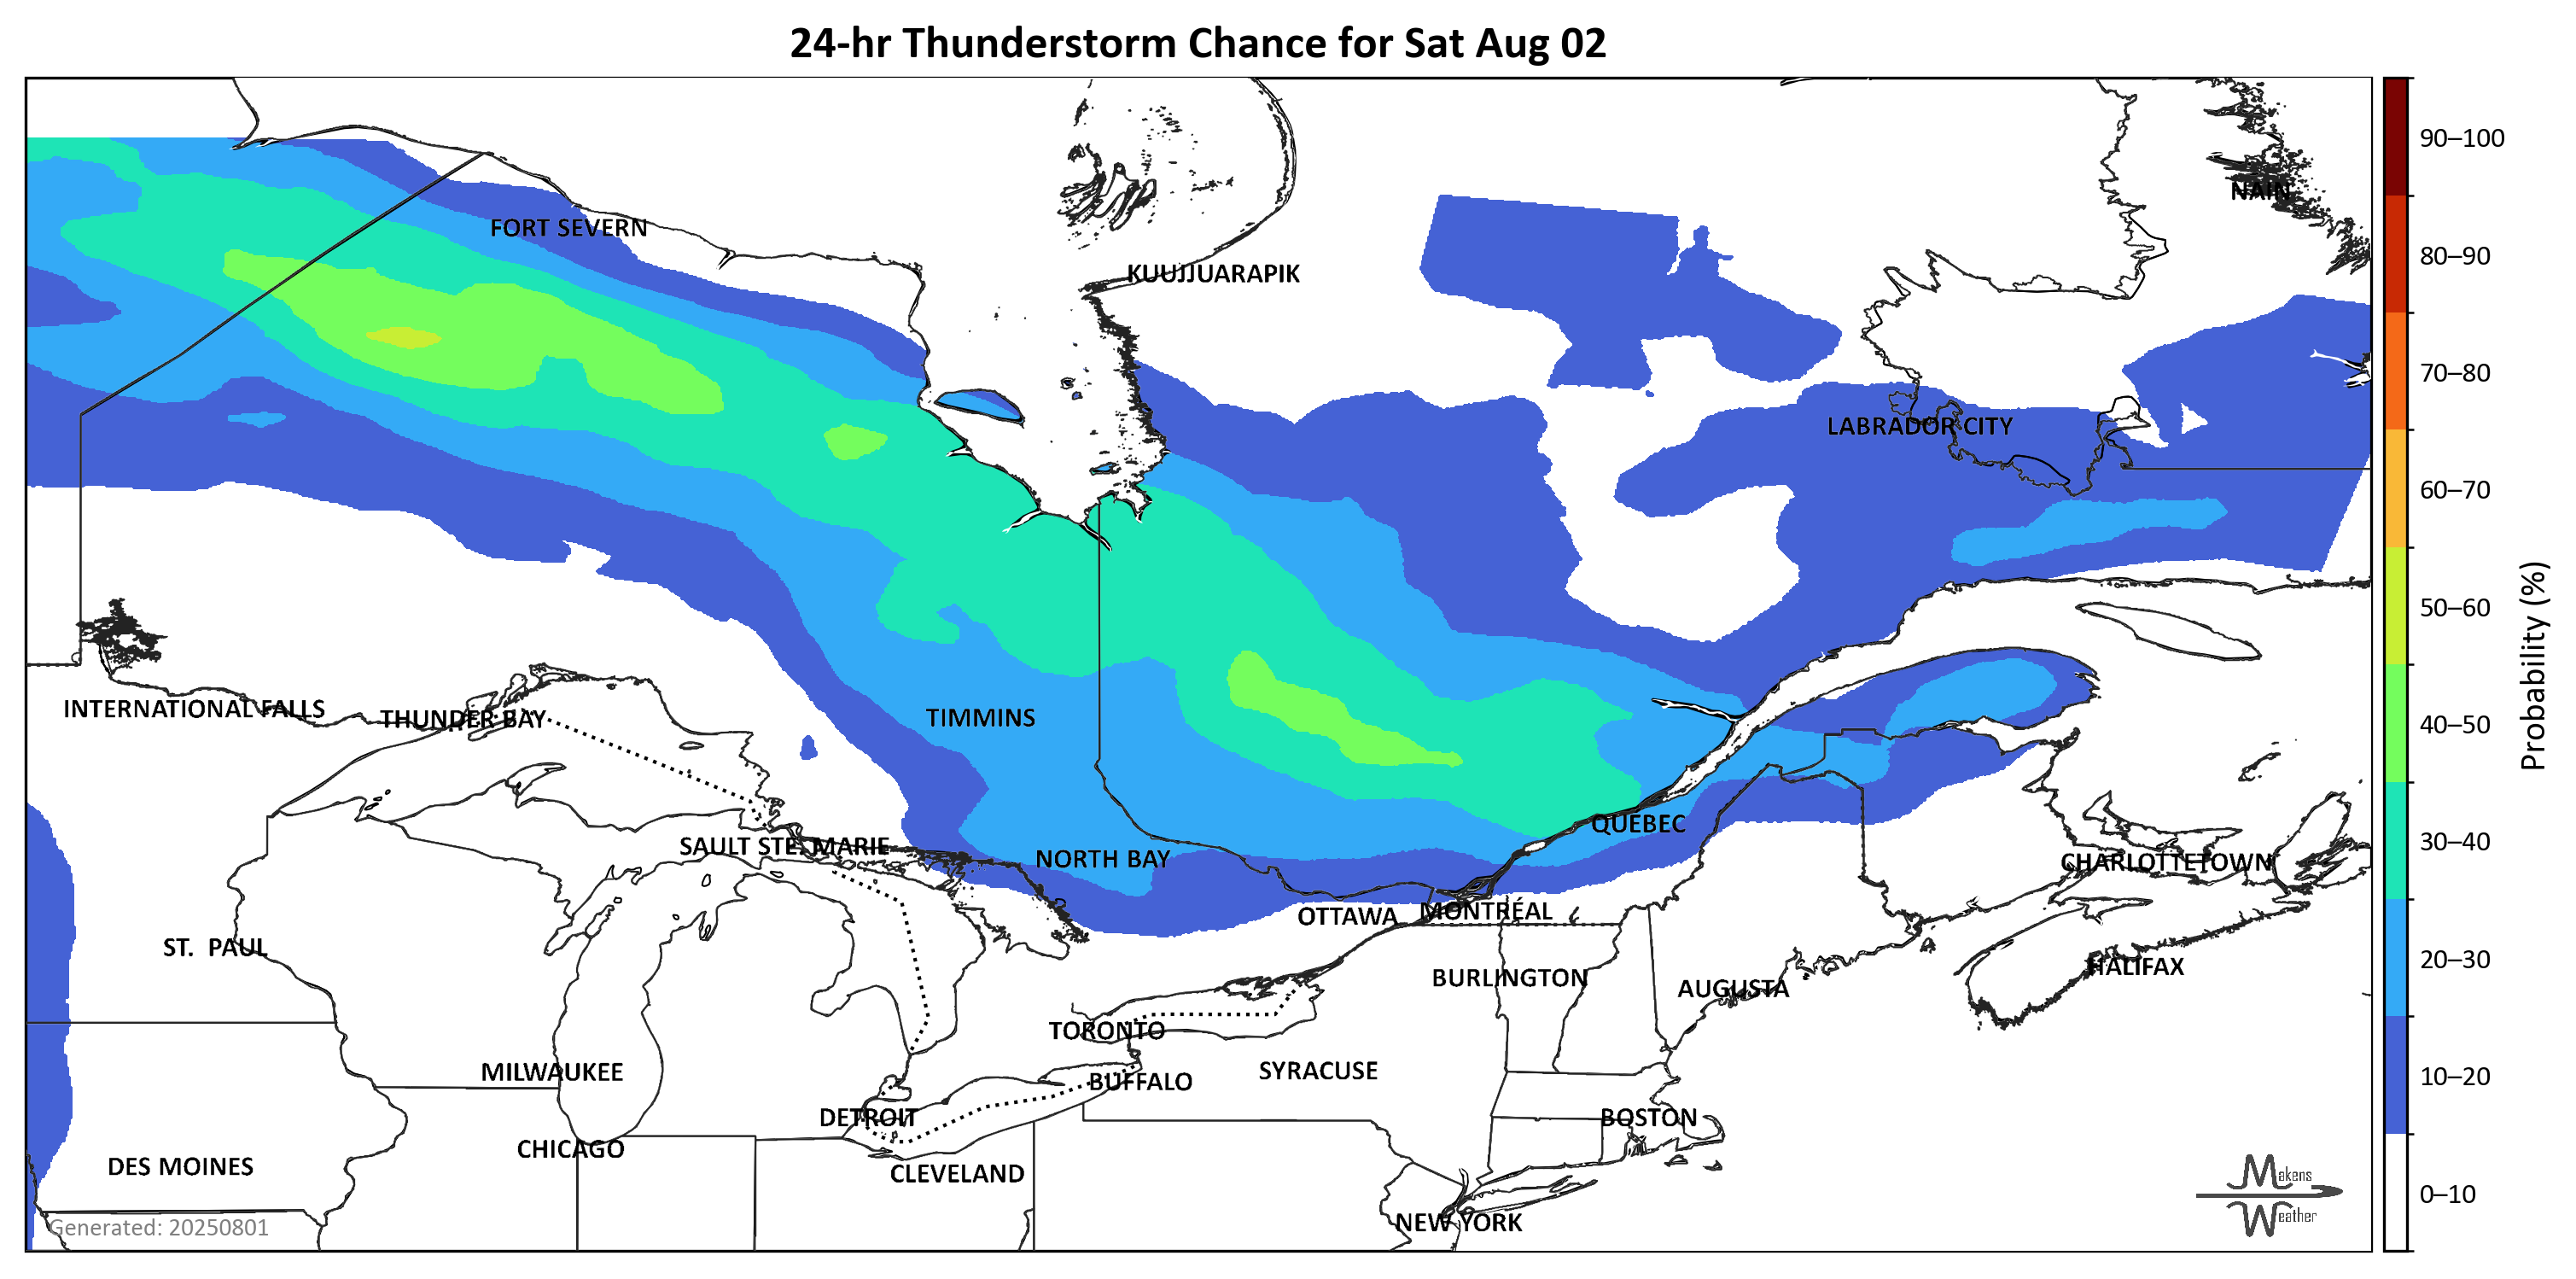 24-hr Thunderstorm Chance for Sat Aug 02
90–100
NAIN
FORT SEVERN
80–90
KUUJJUARAPIK
70–80
LABRADOR CITY
60–70
50–60
Probability (%)
INTERNATIONAL FALLS
THUNDER BAY
TIMMINS
40–50
QUEBEC
30–40
SAULT STE. MARIE
NORTH BAY
CHARLOTTETOWN
OTTAWA
MONTRÉAL
ST. PAUL
20–30
HALIFAX
BURLINGTON
AUGUSTA
TORONTO
MILWAUKEE
SYRACUSE
10–20
BUFFALO
DETROIT
BOSTON
CHICAGO
DES MOINES
CLEVELAND
Makens
Weather
0–10
NEW YORK
Generated: 20250801